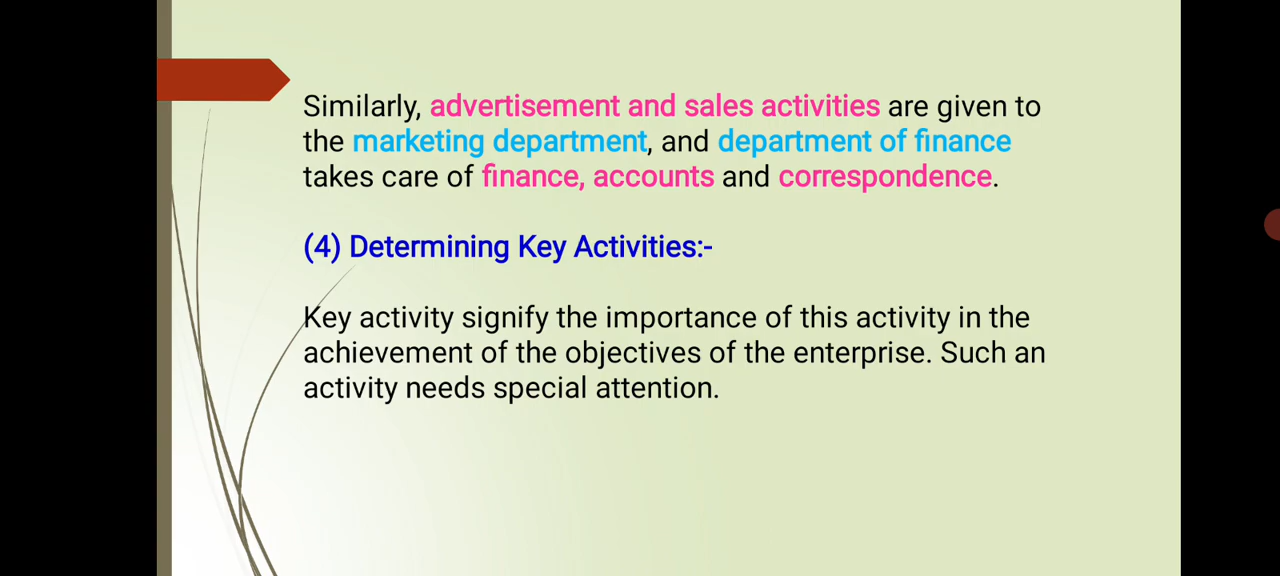 Similarly, advertisement and sales activities are given to
the marketing department, and department of finance
takes care of finance, accounts and correspondence.
(4) Determining Key Activities:-
Key activity signify the importance of this activity in the
achievement of the objectives of the enterprise. Such an
activity needs special attention.